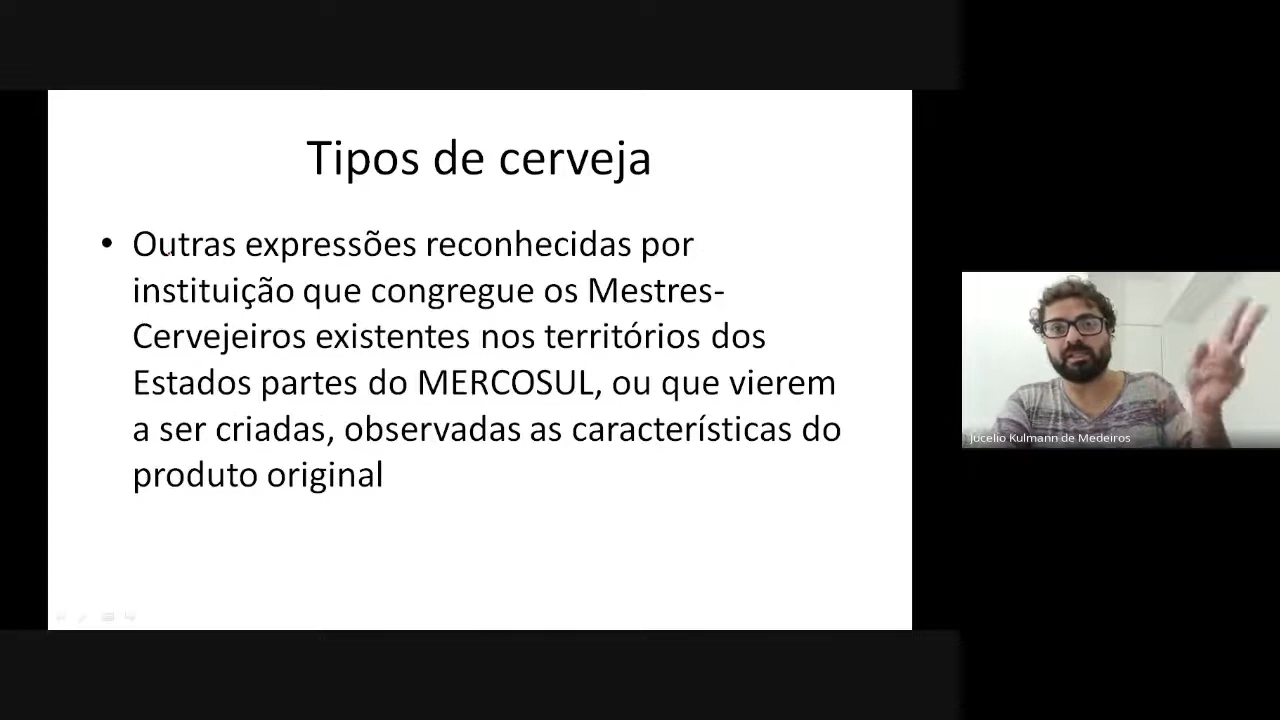 Tipos de cerveja
• Outras expressões reconhecidas por
instituição que congregue os Mestres-
Cervejeiros existentes nos territórios dos
Estados partes do MERCOSUL, ou que vierem
a ser criadas, observadas as características do
produto original
Jucelio Kulmann de Medeiros